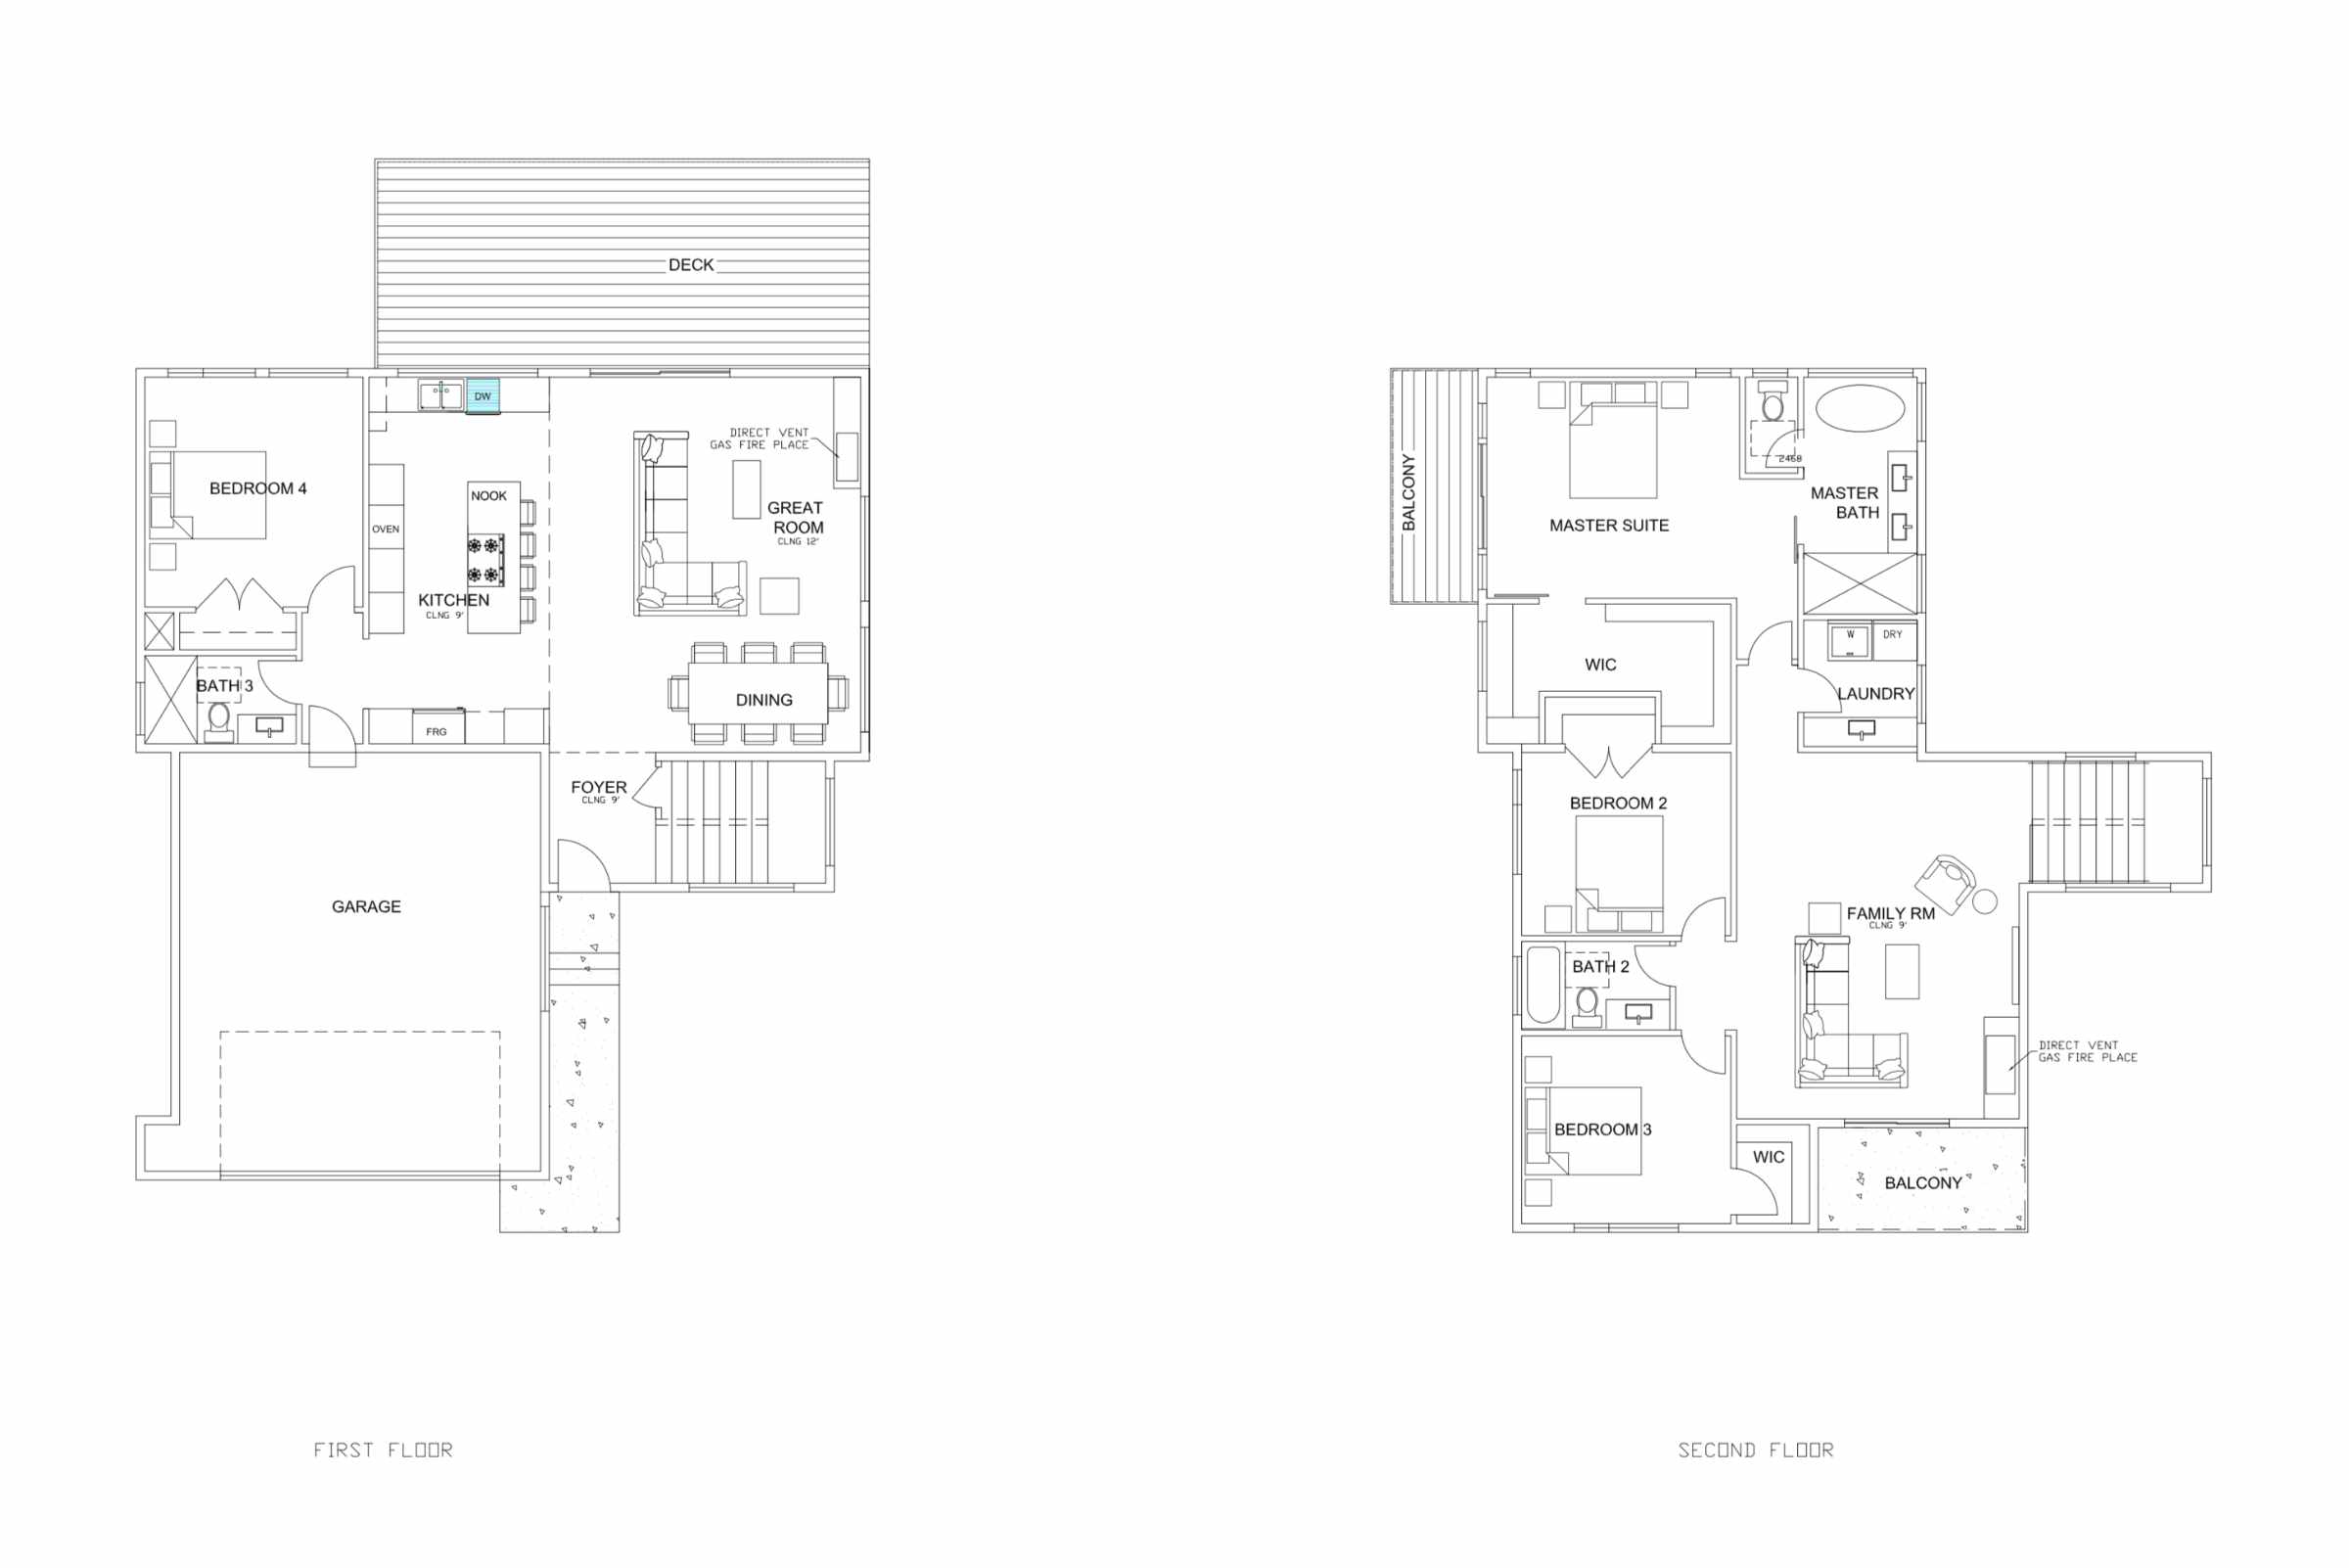 DECK
DW
DIRECT VENT
GAS FIRE PLACE
BEDROOM 4
NOOK
GREAT
ROOM
CLNG 12'
OVEN
KITCHEN
CLNG 9'
BATH 3
DINING
FRG
FOYER
CLNG 9'
GARAGE
FIRST FLOOR
BALCONY
2468
MASTER
BATH
MASTER SUITE
W
DRY
WIC
LAUNDRY
BEDROOM 2
FAMILY RM
CLNG 9'
BATH 2
DIRECT VENT
GAS FIRE PLACE
BEDROOM 3
WIC
BALCONY
SECOND FLOOR